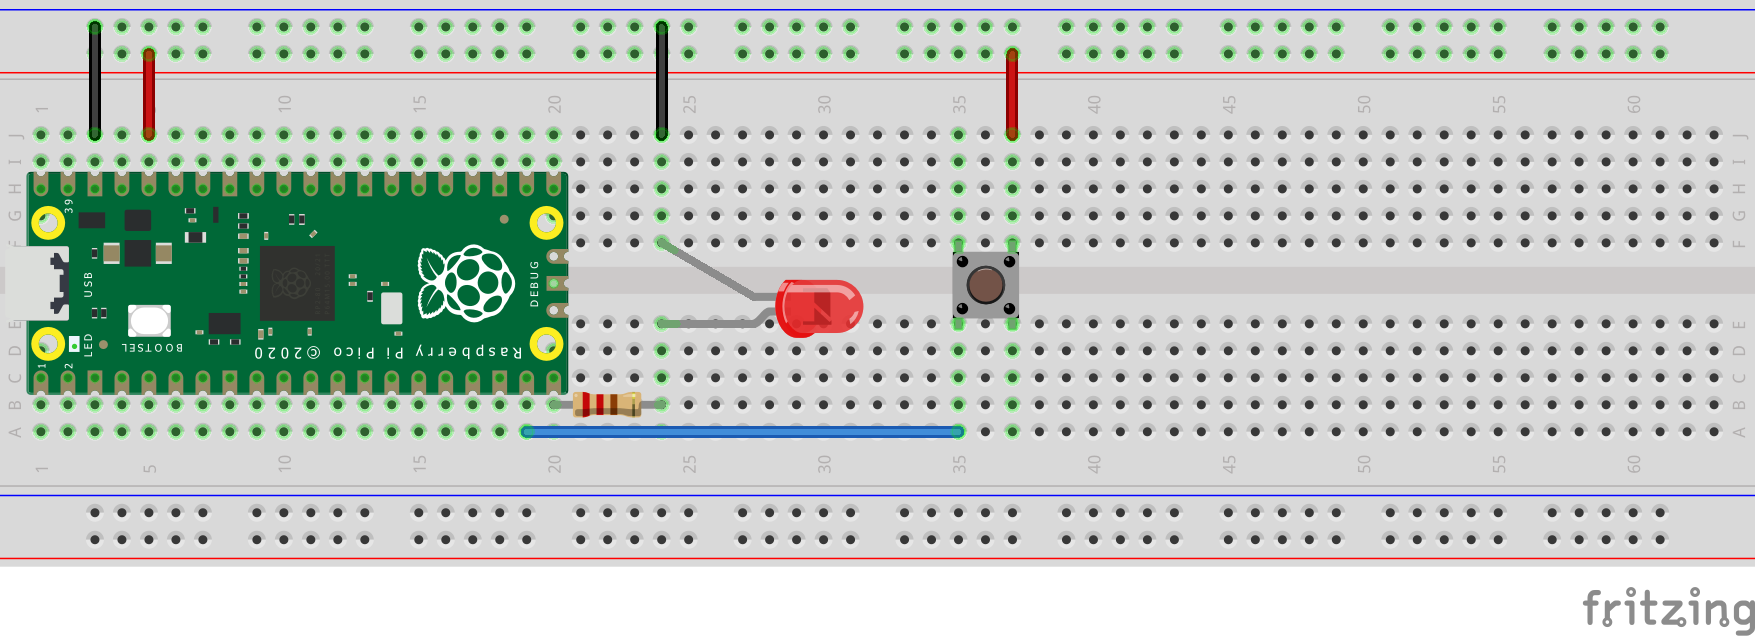 1 5 10 15 20 25 30 35 40 45 50 55 60
J J
I I
H H
G G
F F
39
USB
DEBUG
E E
D D
C C
B B
A A
LED
BOOTSEL
Raspberry Pi Pico © 2020
1
2
1 5 10 15 20 25 30 35 40 45 50 55 60
fritzing